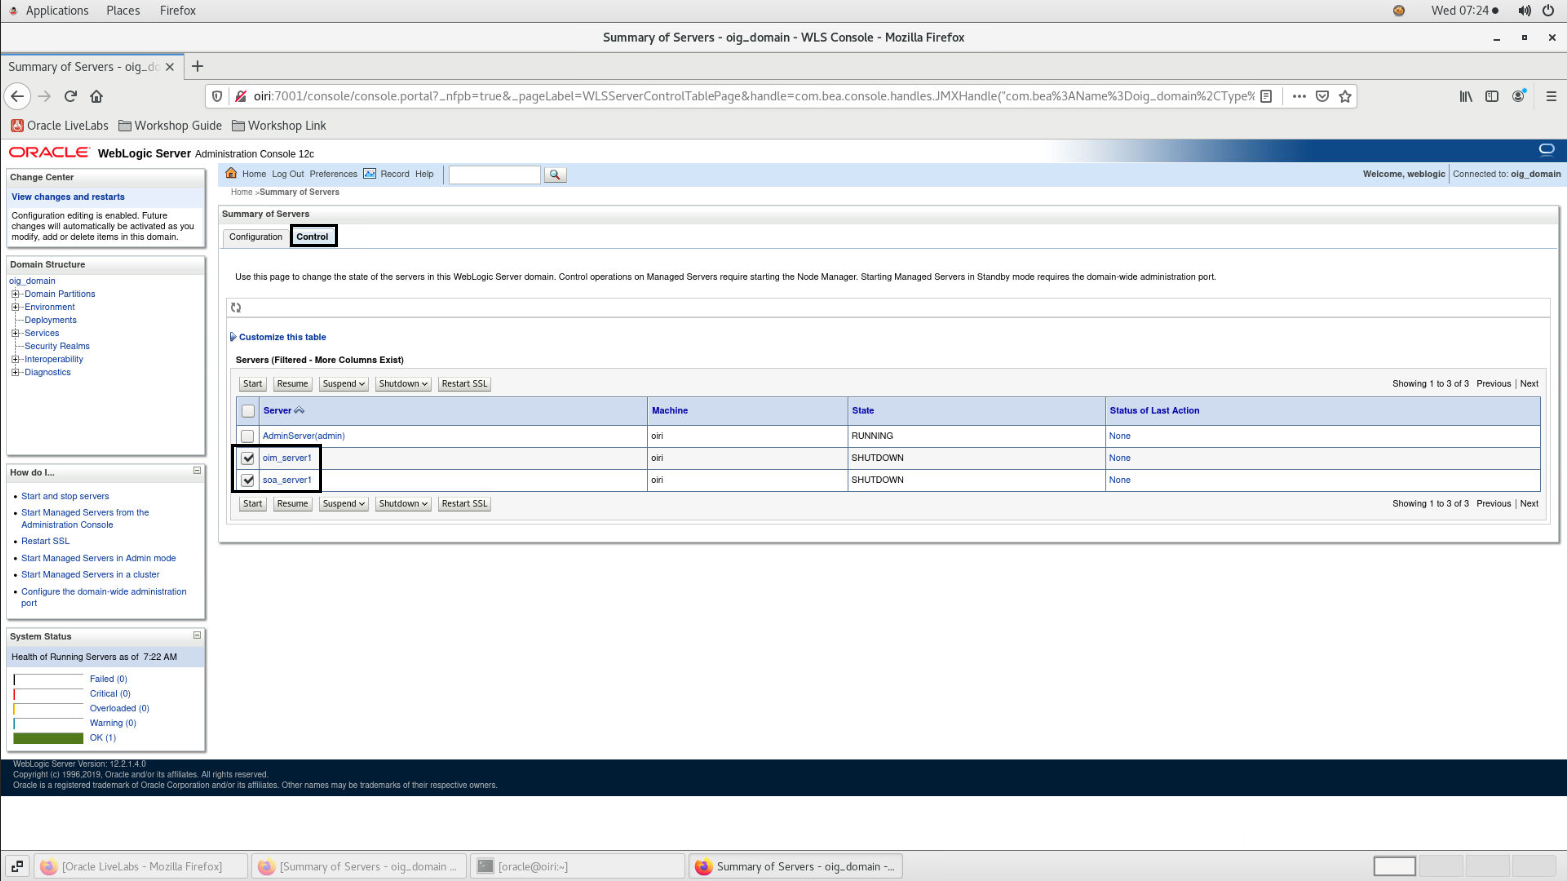 Applications Places Firefox Wed 07:24
Summary of Servers - oig_domain - WLS Console - Mozilla Firefox
Summary of Servers - oig_do
oiri:7001/console/console.portal?_nfpb=true&_pageLabel=WLSServerControlTablePage&handle=com.bea.console.handles.JMXHandle("com.bea%3AName%3Doig_domain%2CType%
Oracle LiveLabs Workshop Guide Workshop Link
ORACLE WebLogic Server Administration Console 12c
Change Center
View changes and restarts
Configuration editing is enabled. Future
changes will automatically be activated as you
modify, add or delete items in this domain.
Domain Structure
oig_domain
Domain Partitions
Environment
Deployments
Services
Security Realms
Interoperability
Diagnostics
How do I...
Start and stop servers
Start Managed Servers from the
Administration Console
Restart SSL
Start Managed Servers in Admin mode
Start Managed Servers in a cluster
Configure the domain-wide administration
port
System Status
Health of Running Servers as of 7:22 AM
Failed (0)
Critical (0)
Overloaded (0)
Warning (0)
OK (1)
Home Log Out Preferences Record Help
Welcome, weblogic Connected to: oig_domain
Home >Summary of Servers
Summary of Servers
Configuration Control
Use this page to change the state of the servers in this WebLogic Server domain. Control operations on Managed Servers require starting the Node Manager. Starting Managed Servers in Standby mode requires the domain-wide administration port.
Customize this table
Servers (Filtered - More Columns Exist)
Start Resume Suspend Shutdown Restart SSL Showing 1 to 3 of 3 Previous | Next
Server Machine State Status of Last Action
AdminServer(admin) oiri RUNNING None
oim_server1 oiri SHUTDOWN None
soa_server1 oiri SHUTDOWN None
Start Resume Suspend Shutdown Restart SSL Showing 1 to 3 of 3 Previous | Next
WebLogic Server Version: 12.2.1.4.0
Copyright (c) 1996,2019, Oracle and/or its affiliates. All rights reserved.
Oracle is a registered trademark of Oracle Corporation and/or its affiliates. Other names may be trademarks of their respective owners.
[Oracle LiveLabs - Mozilla Firefox] [Summary of Servers - oig_domain ... [oracle@oiri:~] Summary of Servers - oig_domain -...